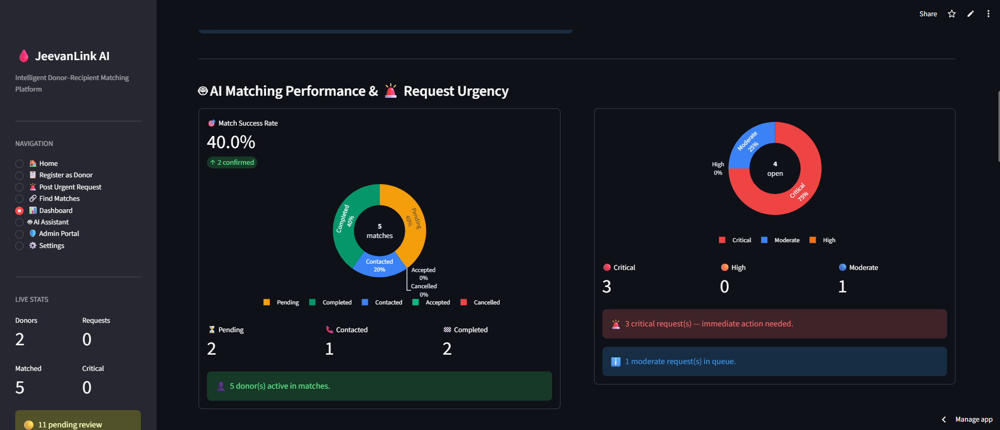 Share
JeevanLink AI
Intelligent Donor–Recipient Matching
Platform
NAVIGATION
Home
Register as Donor
Post Urgent Request
Find Matches
Dashboard
AI Assistant
Admin Portal
Settings
LIVE STATS
Donors
Requests
2
0
Matched
Critical
5
0
11 pending review
AI Matching Performance & Request Urgency
Match Success Rate
40.0%
↑ 2 confirmed
Completed
40%
Pending
40%
5
matches
Contacted
20%
Accepted
0%
Cancelled
0%
Pending
Completed
Contacted
Accepted
Cancelled
Pending
Contacted
Completed
2
1
2
5 donor(s) active in matches.
Moderate
25%
High
0%
4
open
Critical
75%
Critical
Moderate
High
Critical
High
Moderate
3
0
1
3 critical request(s) — immediate action needed.
1 moderate request(s) in queue.
Manage app